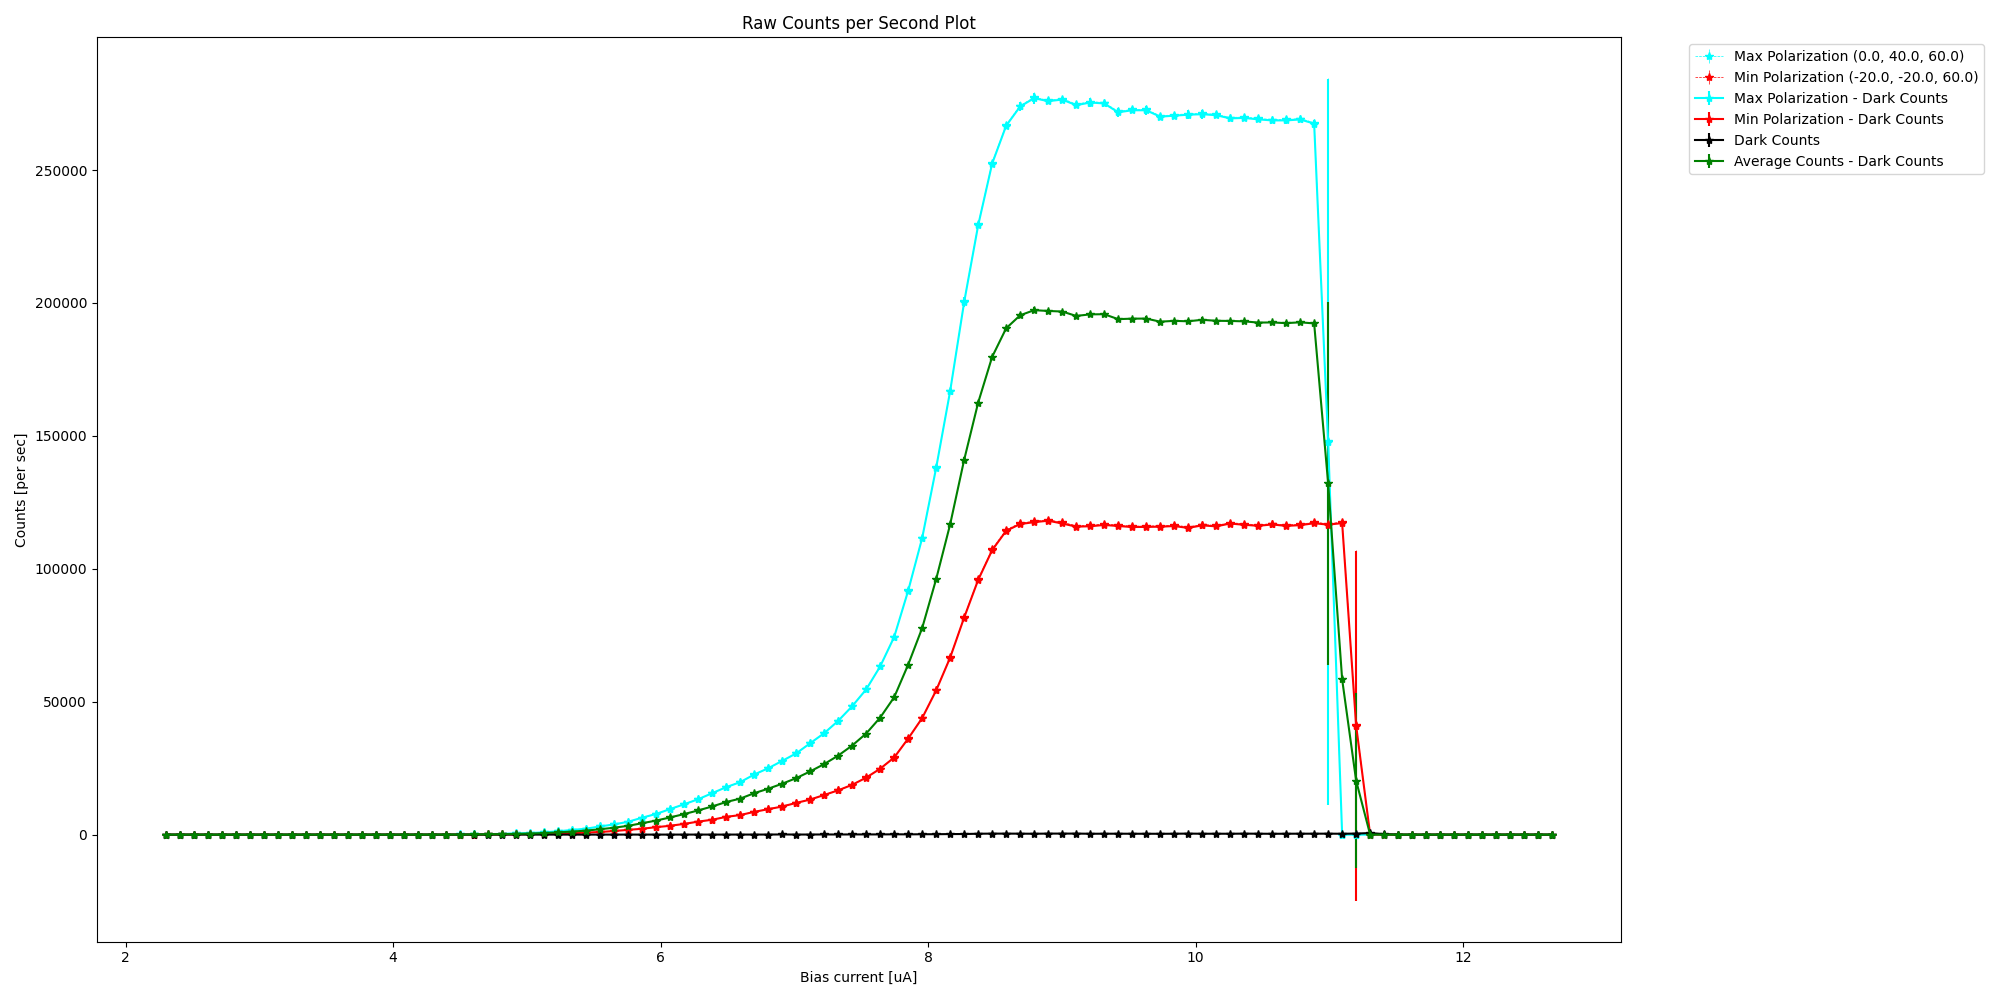 Raw Counts per Second Plot
Max Polarization (0.0, 40.0, 60.0)
Min Polarization (-20.0, -20.0, 60.0)
Max Polarization - Dark Counts
Min Polarization - Dark Counts
Dark Counts
Average Counts - Dark Counts
Counts [per sec]
250000
200000
150000
100000
50000
0
2 4 6 8 10 12
Bias current [uA]